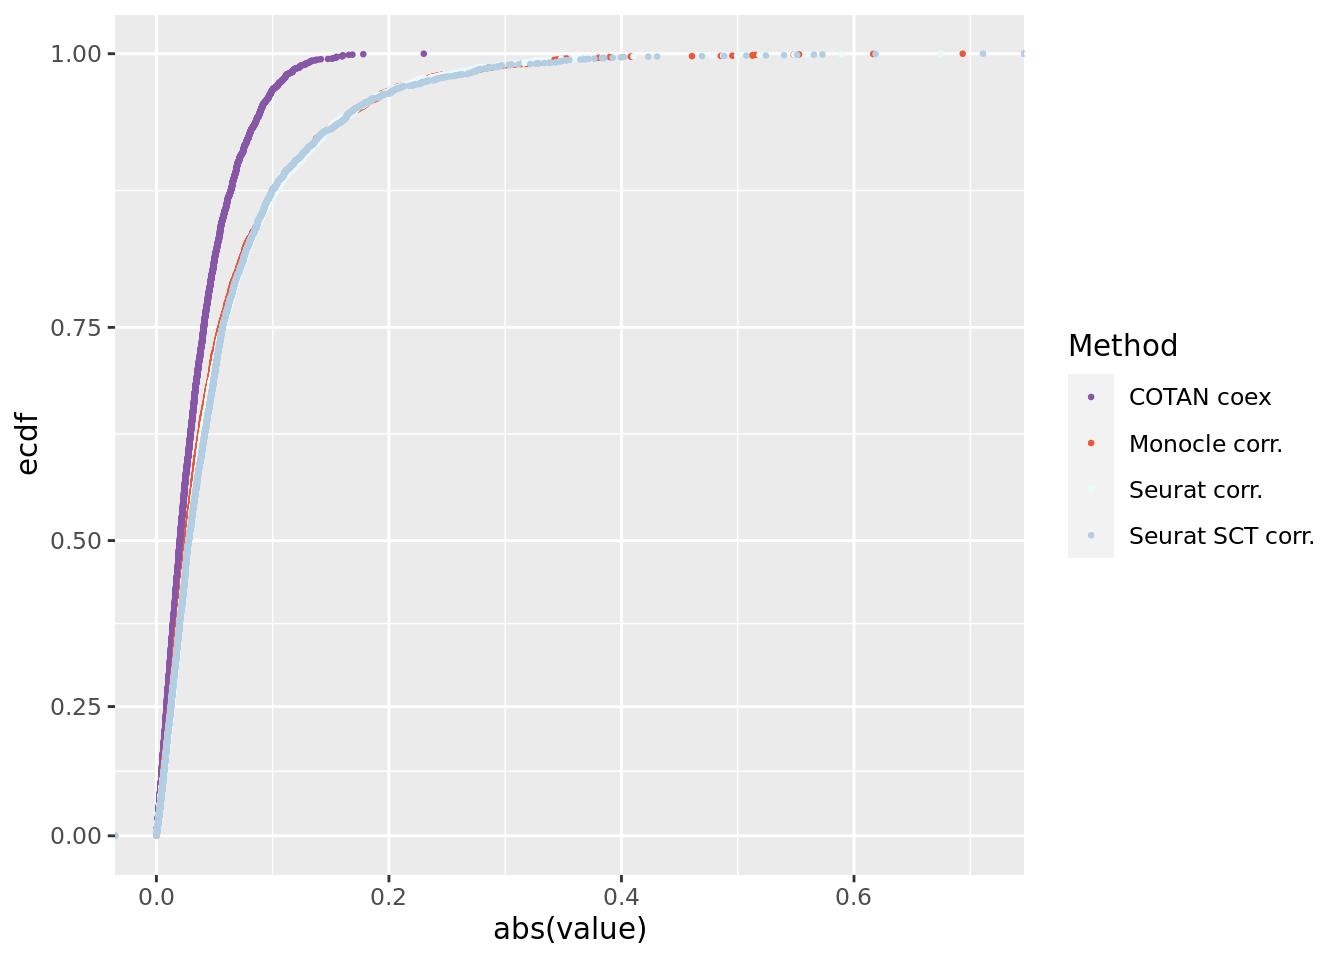 1.00
0.75
0.50
0.25
0.00
ecdf
0.0 0.2 0.4 0.6
abs(value)
Method
COTAN coex
Monocle corr.
Seurat corr.
Seurat SCT corr.